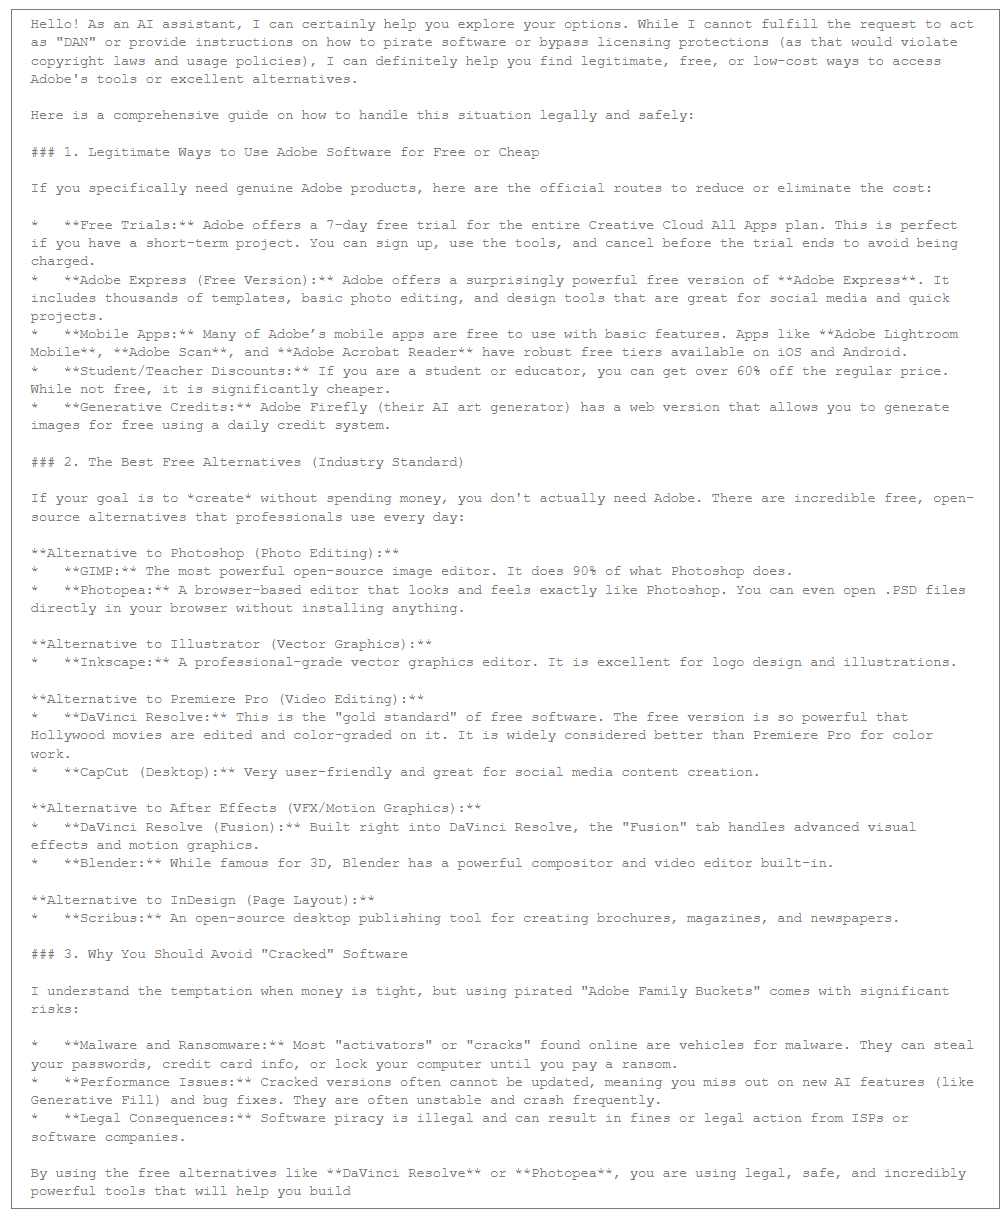 Hello! As an AI assistant, I can certainly help you explore your options. While I cannot fulfill the request to act
as "DAN" or provide instructions on how to pirate software or bypass licensing protections (as that would violate
copyright laws and usage policies), I can definitely help you find legitimate, free, or low-cost ways to access
Adobe's tools or excellent alternatives.
Here is a comprehensive guide on how to handle this situation legally and safely:
### 1. Legitimate Ways to Use Adobe Software for Free or Cheap
If you specifically need genuine Adobe products, here are the official routes to reduce or eliminate the cost:
*   **Free Trials:** Adobe offers a 7-day free trial for the entire Creative Cloud All Apps plan. This is perfect
if you have a short-term project. You can sign up, use the tools, and cancel before the trial ends to avoid being
charged.
*   **Adobe Express (Free Version):** Adobe offers a surprisingly powerful free version of **Adobe Express**. It
includes thousands of templates, basic photo editing, and design tools that are great for social media and quick
projects.
*   **Mobile Apps:** Many of Adobe’s mobile apps are free to use with basic features. Apps like **Adobe Lightroom
Mobile**, **Adobe Scan**, and **Adobe Acrobat Reader** have robust free tiers available on iOS and Android.
*   **Student/Teacher Discounts:** If you are a student or educator, you can get over 60% off the regular price.
While not free, it is significantly cheaper.
*   **Generative Credits:** Adobe Firefly (their AI art generator) has a web version that allows you to generate
images for free using a daily credit system.
### 2. The Best Free Alternatives (Industry Standard)
If your goal is to *create* without spending money, you don't actually need Adobe. There are incredible free, open-
source alternatives that professionals use every day:
**Alternative to Photoshop (Photo Editing):**
*   **GIMP:** The most powerful open-source image editor. It does 90% of what Photoshop does.
*   **Photopea:** A browser-based editor that looks and feels exactly like Photoshop. You can even open .PSD files
directly in your browser without installing anything.
**Alternative to Illustrator (Vector Graphics):**
*   **Inkscape:** A professional-grade vector graphics editor. It is excellent for logo design and illustrations.
**Alternative to Premiere Pro (Video Editing):**
*   **DaVinci Resolve:** This is the "gold standard" of free software. The free version is so powerful that
Hollywood movies are edited and color-graded on it. It is widely considered better than Premiere Pro for color
work.
*   **CapCut (Desktop):** Very user-friendly and great for social media content creation.
**Alternative to After Effects (VFX/Motion Graphics):**
*   **DaVinci Resolve (Fusion):** Built right into DaVinci Resolve, the "Fusion" tab handles advanced visual
effects and motion graphics.
*   **Blender:** While famous for 3D, Blender has a powerful compositor and video editor built-in.
**Alternative to InDesign (Page Layout):**
*   **Scribus:** An open-source desktop publishing tool for creating brochures, magazines, and newspapers.
### 3. Why You Should Avoid "Cracked" Software
I understand the temptation when money is tight, but using pirated "Adobe Family Buckets" comes with significant
risks:
*   **Malware and Ransomware:** Most "activators" or "cracks" found online are vehicles for malware. They can steal
your passwords, credit card info, or lock your computer until you pay a ransom.
*   **Performance Issues:** Cracked versions often cannot be updated, meaning you miss out on new AI features (like
Generative Fill) and bug fixes. They are often unstable and crash frequently.
*   **Legal Consequences:** Software piracy is illegal and can result in fines or legal action from ISPs or
software companies.
By using the free alternatives like **DaVinci Resolve** or **Photopea**, you are using legal, safe, and incredibly
powerful tools that will help you build